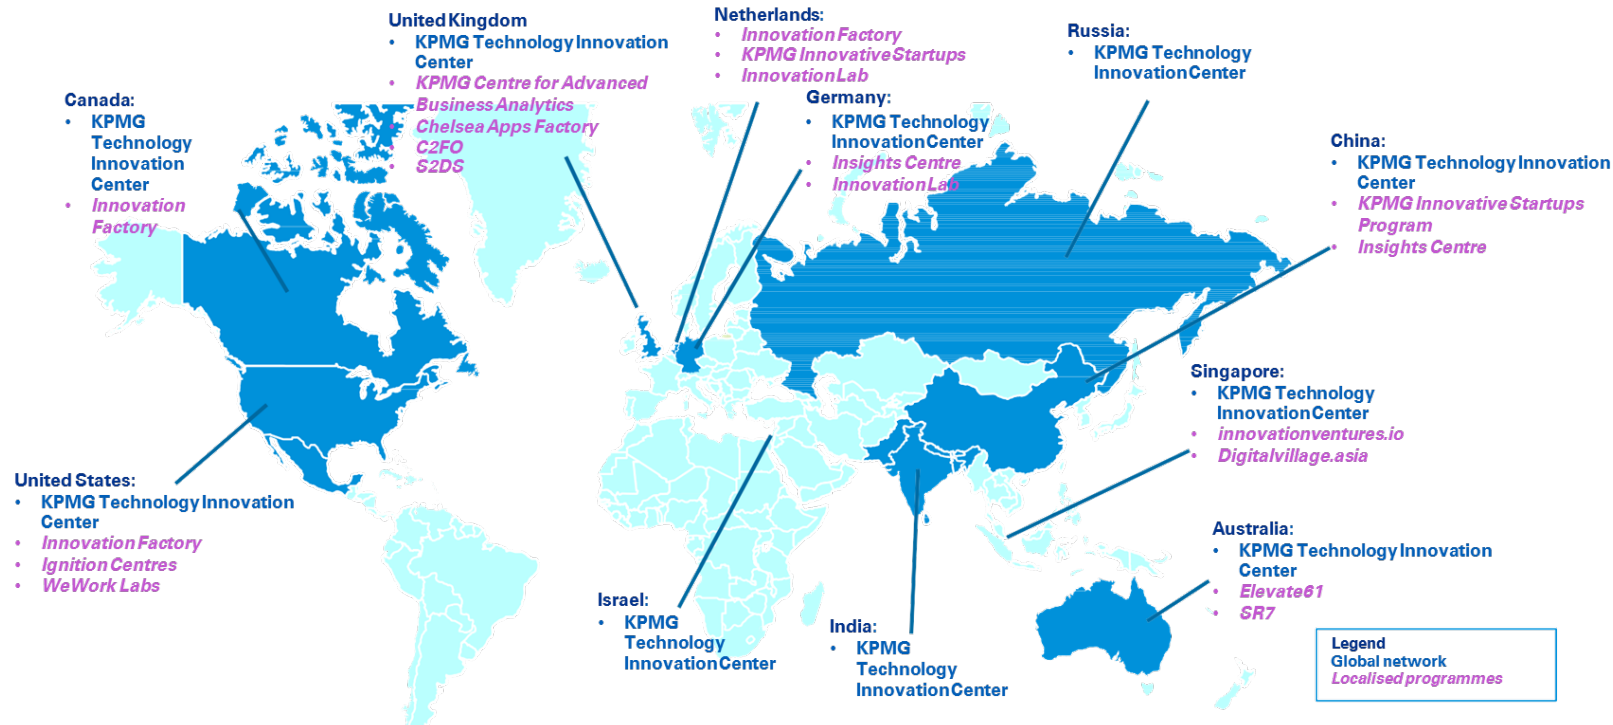 United Kingdom
• KPMG Technology Innovation
Center
• KPMG Centre for Advanced
Business Analytics
• Chelsea Apps Factory
• C2FO
• S2DS
Netherlands:
• Innovation Factory
• KPMG Innovative Startups
• Innovation Lab
Russia:
• KPMG Technology
Innovation Center
Canada:
• KPMG
Technology
Innovation
Center
• Innovation
Factory
Germany:
• KPMG Technology
Innovation Center
• Insights Centre
• Innovation Lab
China:
• KPMG Technology Innovation
Center
• KPMG Innovative Startups
Program
• Insights Centre
Singapore:
• KPMG Technology
Innovation Center
• innovationventures.io
• Digitalvillage.asia
United States:
• KPMG Technology Innovation
Center
• Innovation Factory
• Ignition Centres
• WeWork Labs
Australia:
• KPMG Technology Innovation
Center
• Elevate61
• SR7
Israel:
• KPMG
Technology
Innovation Center
India:
• KPMG
Technology
Innovation Center
Legend
Global network
Localised programmes